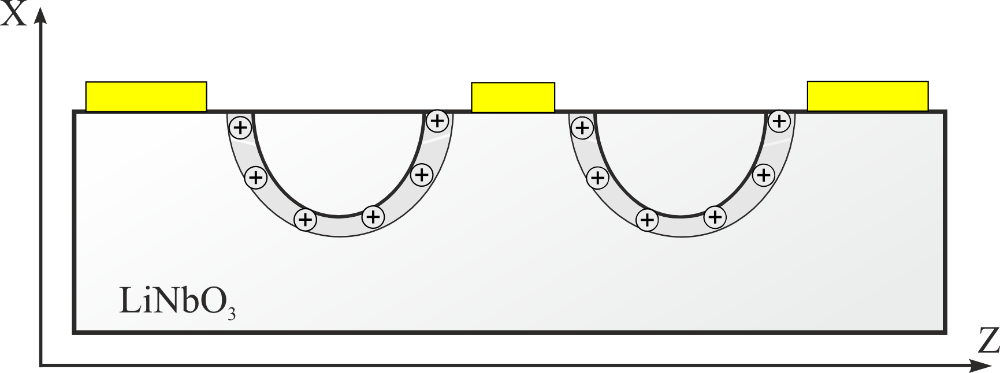 X
+ + + +
+ + + +
+ + + +
LiNbO₃
Z